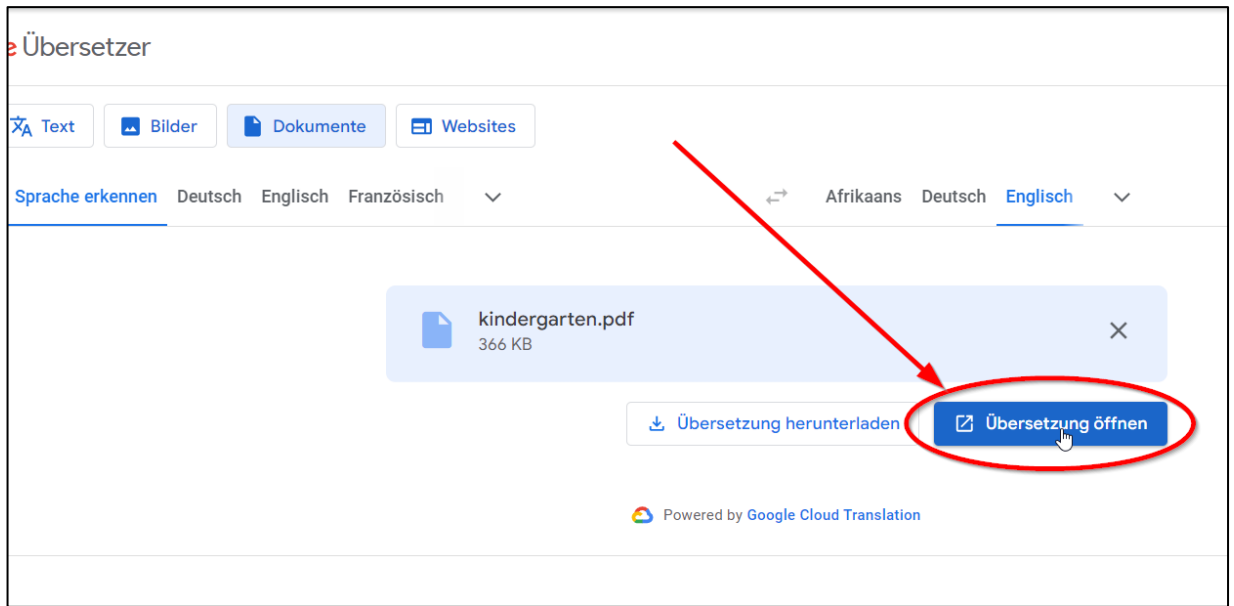 e Übersetzer
Text Bilder Dokumente Websites
Sprache erkennen Deutsch Englisch Französisch Afrikaans Deutsch Englisch
kindergarten.pdf
366 KB
Übersetzung herunterladen Übersetzung öffnen
Powered by Google Cloud Translation